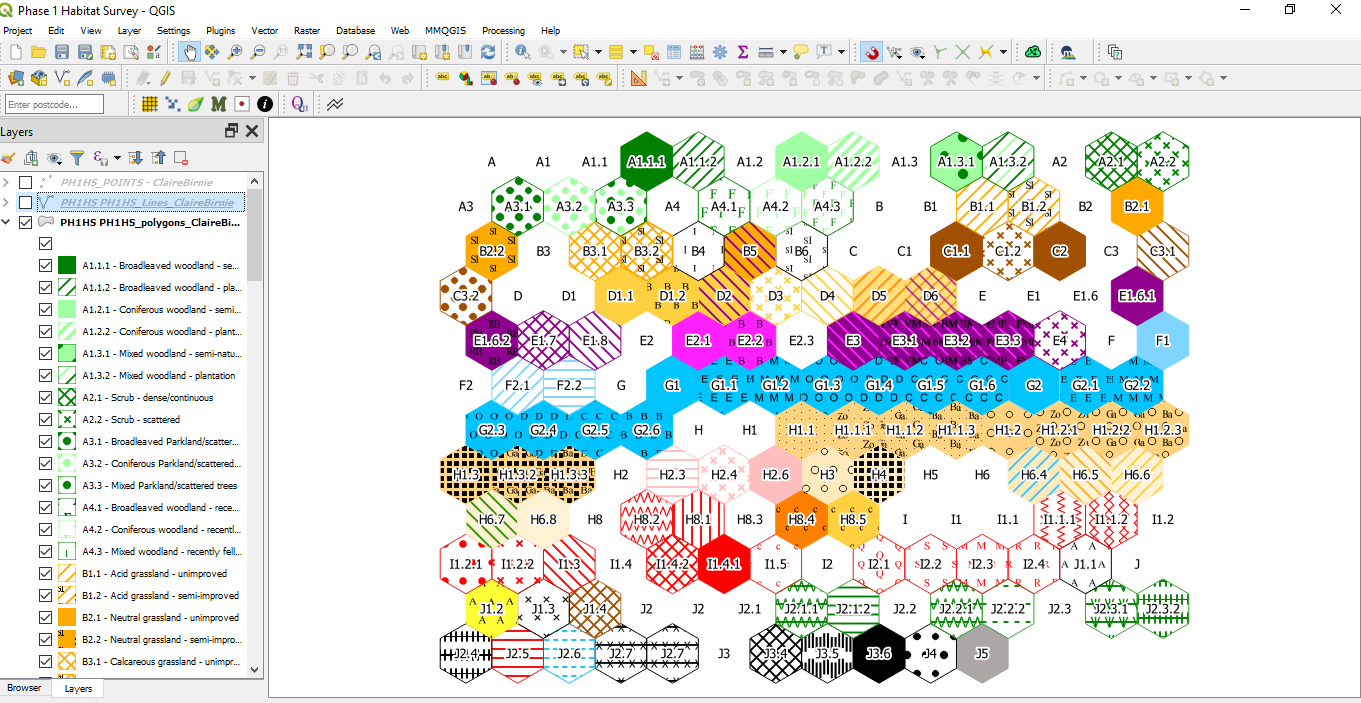 Phase 1 Habitat Survey - QGIS
Project Edit View Layer Settings Plugins Vector Raster Database Web MMQGIS Processing Help
Enter postcode...
Layers
PH1HS_POINTS - ClaireBirnie
PH1HS PH1HS_Lines_ClaireBirnie
PH1HS PH1HS_polygons_ClaireBi...
A1.1.1 - Broadleaved woodland - se...
A1.1.2 - Broadleaved woodland - pla...
A1.2.1 - Coniferous woodland - semi...
A1.2.2 - Coniferous woodland - plant...
A1.3.1 - Mixed woodland - semi-natu...
A1.3.2 - Mixed woodland - plantation
A2.1 - Scrub - dense/continuous
A2.2 - Scrub - scattered
A3.1 - Broadleaved Parkland/scatter...
A3.2 - Coniferous Parkland/scattered...
A3.3 - Mixed Parkland/scattered trees
A4.1 - Broadleaved woodland - rece...
A4.2 - Coniferous woodland - recentl...
A4.3 - Mixed woodland - recently fell...
B1.1 - Acid grassland - unimproved
B1.2 - Acid grassland - semi-improved
B2.1 - Neutral grassland - unimproved
B2.2 - Neutral grassland - semi-impro...
B3.1 - Calcareous grassland - unimpr...
Browser Layers
A A1 A1.1 A1.1.1 A1.1.2 A1.2 A1.2.1 A1.2.2 A1.3 A1.3.1 A1.3.2 A2 A2.1 A2.2
A3 A3.1 A3.2 A3.3 A4 A4.1 A4.2 A4.3 B B1 B1.1 B1.2 B2 B2.1
B2.2 B3 B3.1 B3.2 B4 B5 B6 C C1 C1.1 C1.2 C2 C3 C3.1
C3.2 D D1 D1.1 D1.2 D2 D3 D4 D5 D6 E E1 E1.6 E1.6.1
E1.6.2 E1.7 E1.8 E2 E2.1 E2.2 E2.3 E3 E3.1 E3.2 E3.3 E4 F F1
F2 F2.1 F2.2 G G1 G1.1 G1.2 G1.3 G1.4 G1.5 G1.6 G2 G2.1 G2.2
G2.3 G2.4 G2.5 G2.6 H H1 H1.1 H1.1.1 H1.1.2 H1.1.3 H1.2 H1.2.1 H1.2.2 H1.2.3
H1.3 H1.3.2 H1.3.3 H2 H2.3 H2.4 H2.6 H3 H4 H5 H6 H6.4 H6.5 H6.6
H6.7 H6.8 H8 H8.2 H8.1 H8.3 H8.4 H8.5 I I1 I1.1 I1.1.1 I1.1.2 I1.2
I1.2.1 I1.2.2 I1.3 I1.4 I1.4.2 I1.4.1 I1.5 I2 I2.1 I2.2 I2.3 I2.4 J1.1 J
J1.2 J1.3 J1.4 J2 J2 J2.1 J2.1.1 J2.1.2 J2.2 J2.2.1 J2.2.2 J2.3 J2.3.1 J2.3.2
J2.4 J2.5 J2.6 J2.7 J2.7 J3 J3.4 J3.5 J3.6 J4 J5